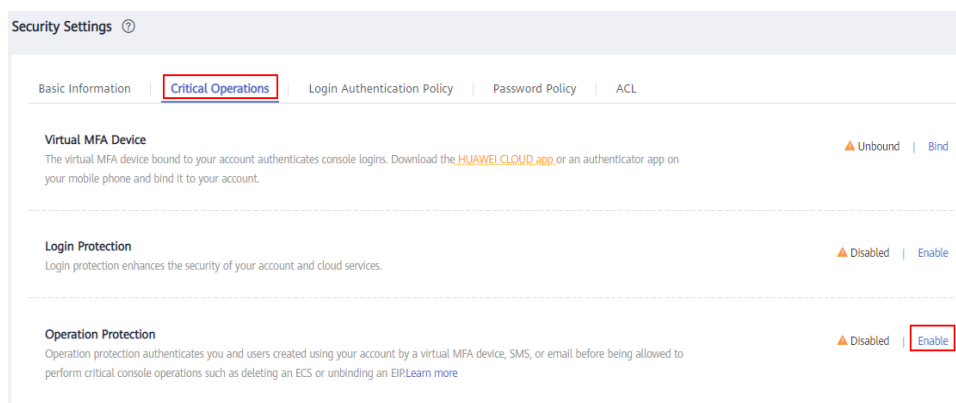 Security Settings ?
Basic Information | Critical Operations | Login Authentication Policy | Password Policy | ACL
Virtual MFA Device
The virtual MFA device bound to your account authenticates console logins. Download the HUAWEI CLOUD app or an authenticator app on
your mobile phone and bind it to your account.
Unbound | Bind
Login Protection
Login protection enhances the security of your account and cloud services.
Disabled | Enable
Operation Protection
Operation protection authenticates you and users created using your account by a virtual MFA device, SMS, or email before being allowed to
perform critical console operations such as deleting an ECS or unbinding an EIP.Learn more
Disabled | Enable